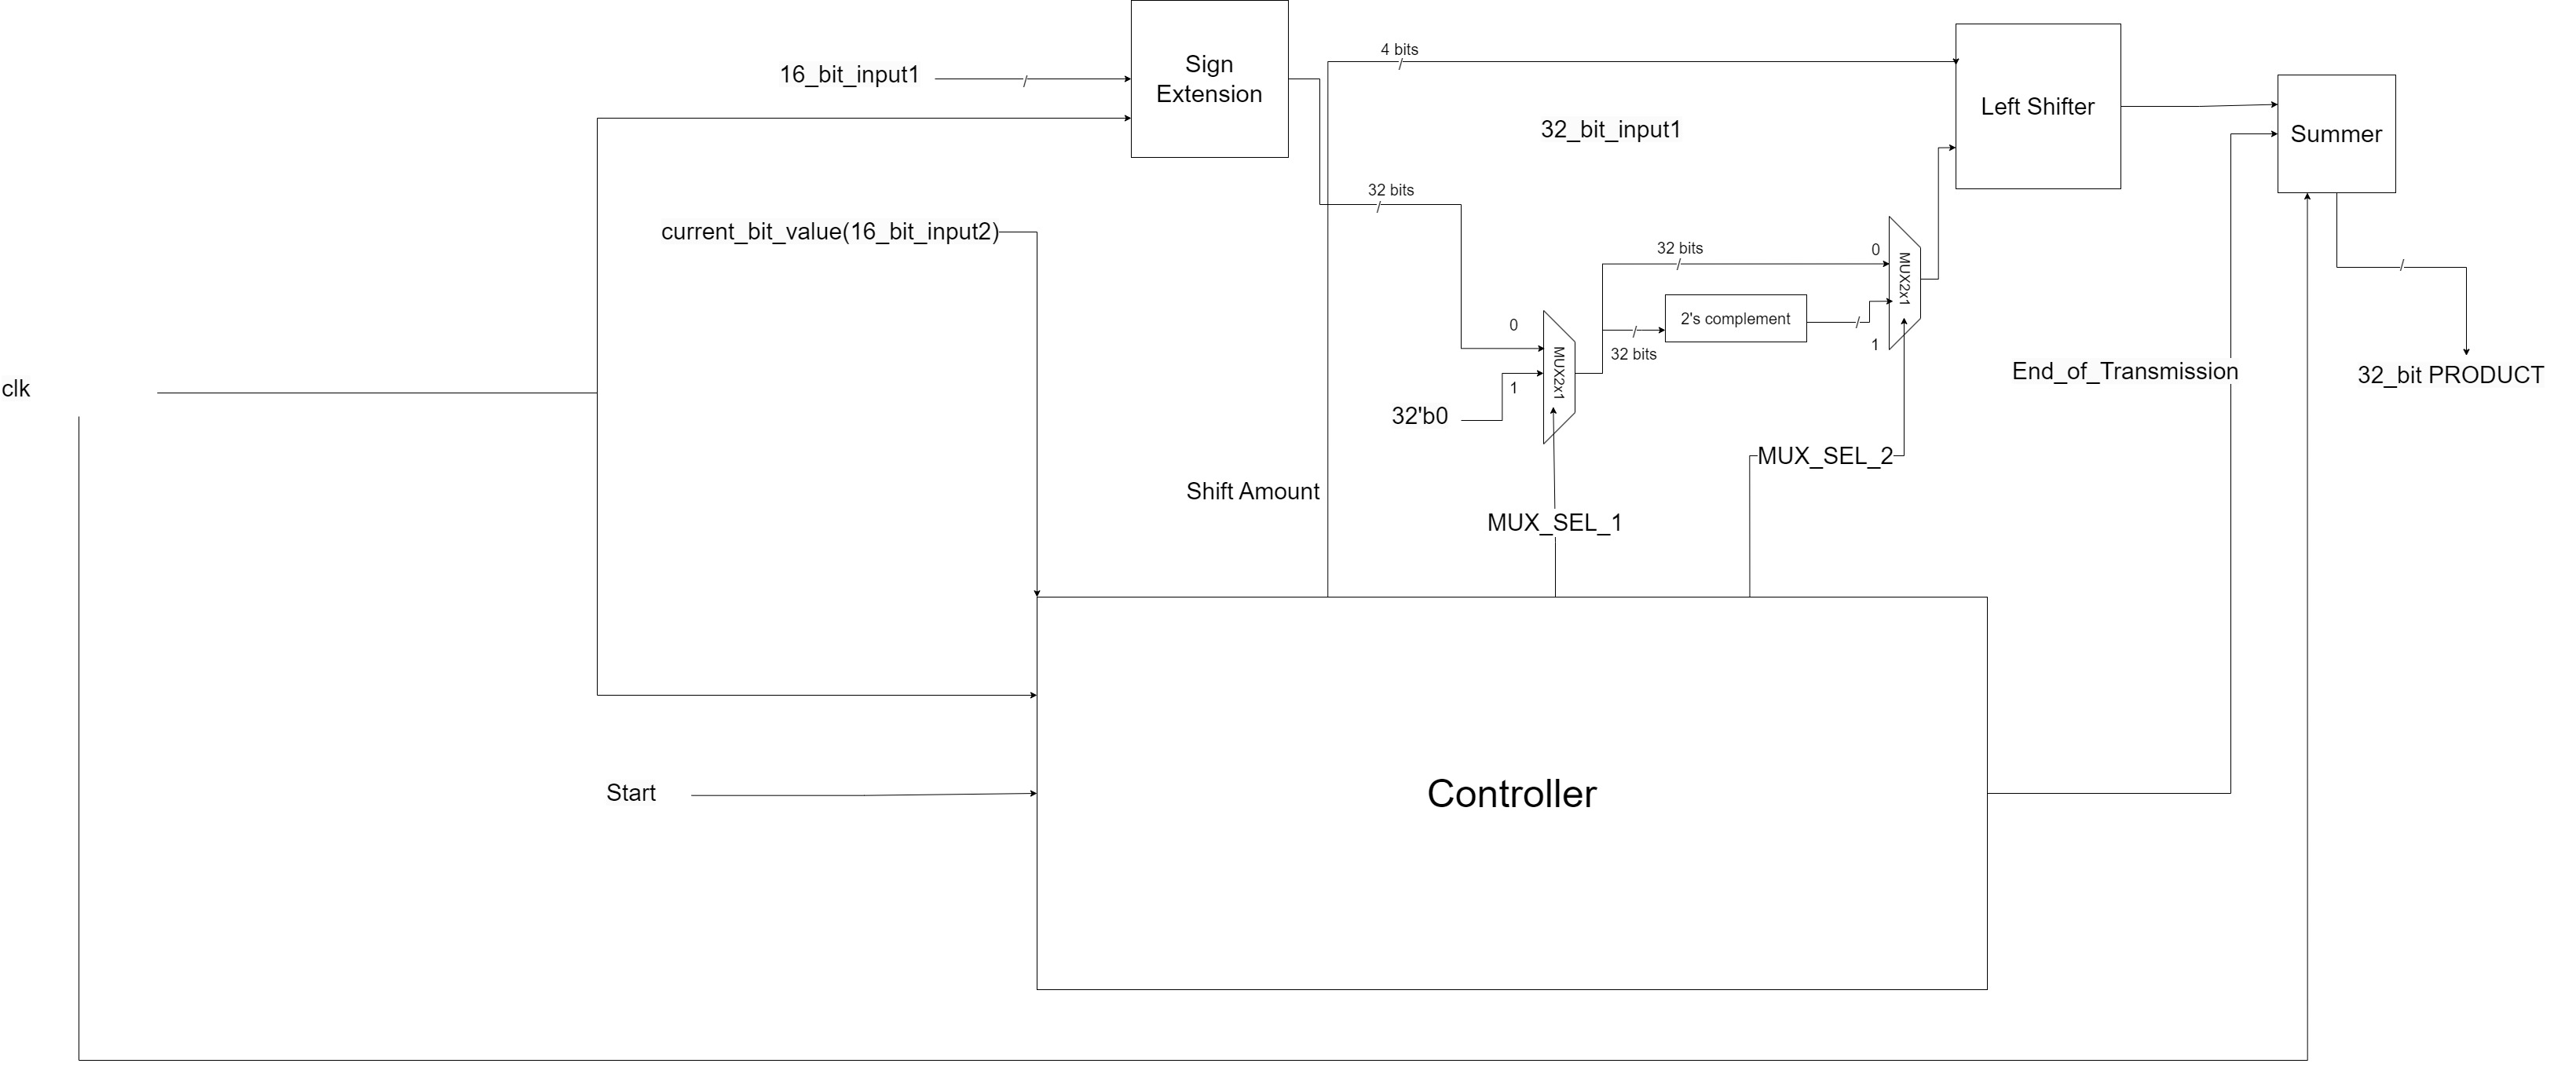 Sign
Extension
16_bit_input1
4 bits
Left Shifter
Summer
32_bit_input1
32 bits
current_bit_value(16_bit_input2)
32 bits
0
MUX2x1
2's complement
1
32 bits
0
MUX2x1
1
32'b0
clk
End_of_Transmission
32_bit PRODUCT
MUX_SEL_2
Shift Amount
MUX_SEL_1
Start
Controller